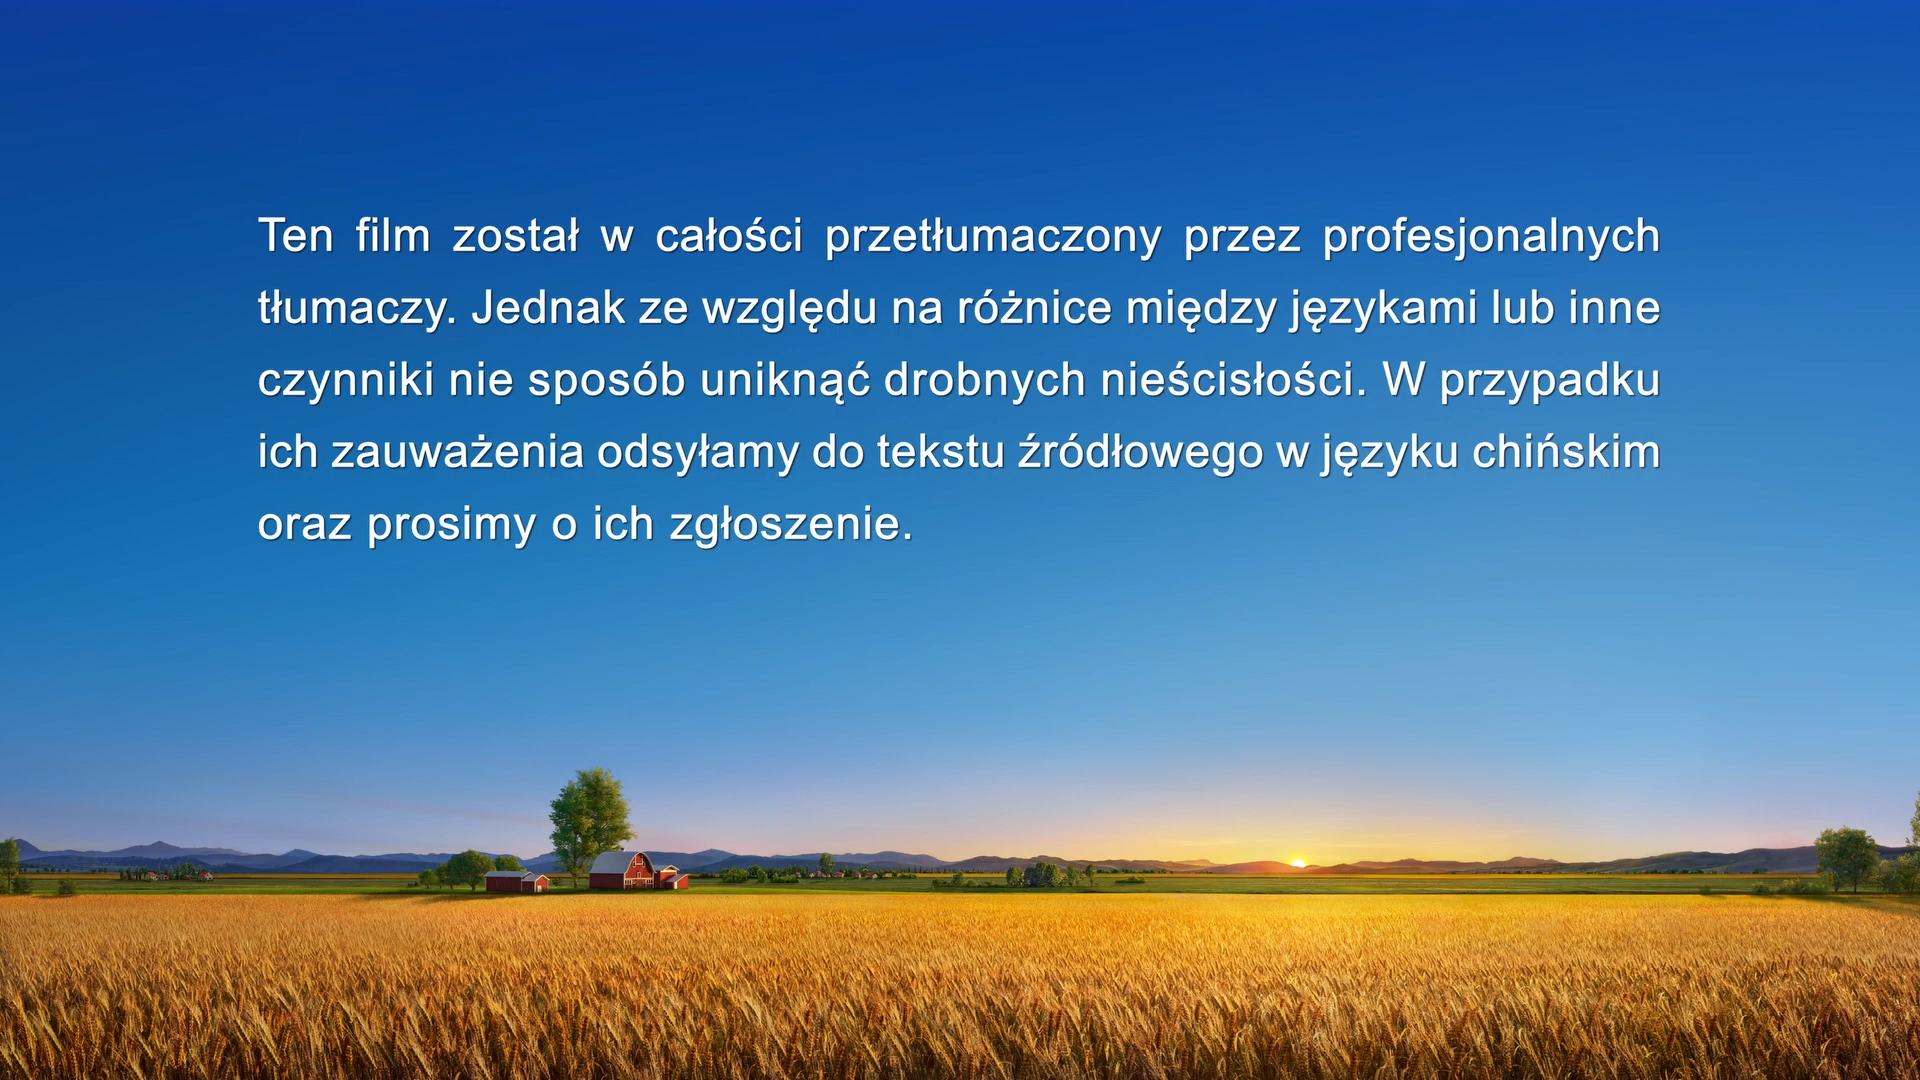 Ten film został w całości przetłumaczony przez profesjonalnych
tłumaczy. Jednak ze względu na różnice między językami lub inne
czynniki nie sposób uniknąć drobnych nieścisłości. W przypadku
ich zauważenia odsyłamy do tekstu źródłowego w języku chińskim
oraz prosimy o ich zgłoszenie.